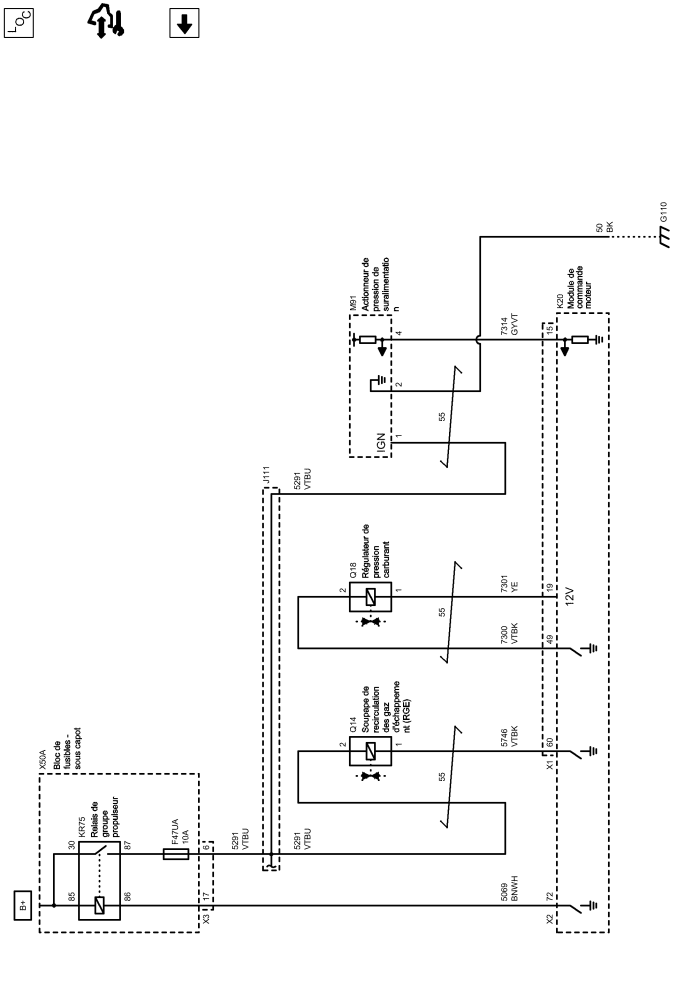 LOC
G110
50
BK
M91
Actionneur de
pression de
suralimentatio
n
K20
Module de
commande
moteur
4
7314
GYVT
15
2
IGN
1
55
J111
5291
VTBU
Q18
Régulateur de
pression
carburant
2
1
7301
YE
19
12V
55
7300
VTBK
49
Q14
Soupape de
recirculation
des gaz
d'échappeme
nt (RGE)
2
1
5746
VTBK
60
X1
55
X50A
Bloc de
fusibles -
sous capot
KR75
Relais de
groupe
propulseur
30
87
F47UA
10A
6
5291
VTBU
5291
VTBU
B+
85
86
17
X3
5069
BNWH
72
X2